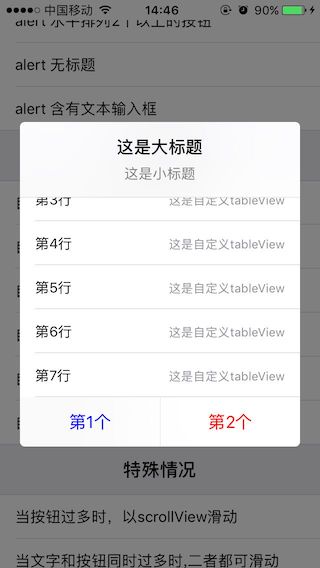 中国移动 14:46 90%
alert 水平排列2个以上的按钮
alert 无标题
alert 含有文本输入框
这是大标题
这是小标题
第3行 这是自定义tableView
第4行 这是自定义tableView
第5行 这是自定义tableView
第6行 这是自定义tableView
第7行 这是自定义tableView
第1个 第2个
特殊情况
当按钮过多时，以scrollView滑动
当文字和按钮同时过多时,二者都可滑动